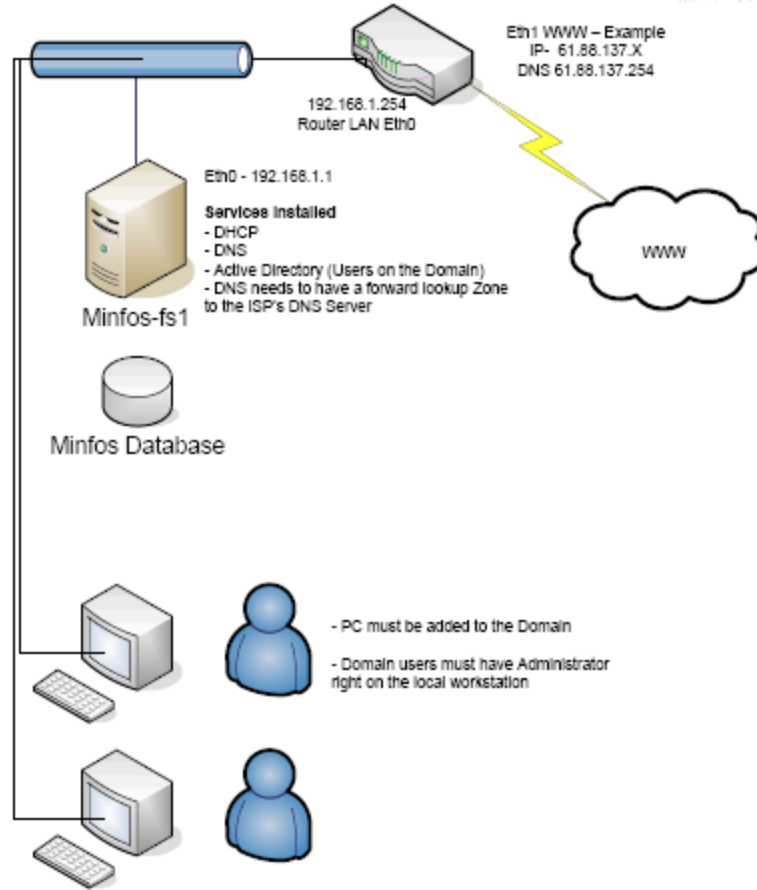 Eth1 WWW – Example
IP- 61.88.137.X
DNS 61.88.137.254
192.168.1.254
Router LAN Eth0
Eth0 - 192.168.1.1
Services Installed
- DHCP
- DNS
- Active Directory (Users on the Domain)
- DNS needs to have a forward lookup Zone
to the ISP's DNS Server
Minfos-fs1
WWW
Minfos Database
- PC must be added to the Domain
- Domain users must have Administrator
right on the local workstation